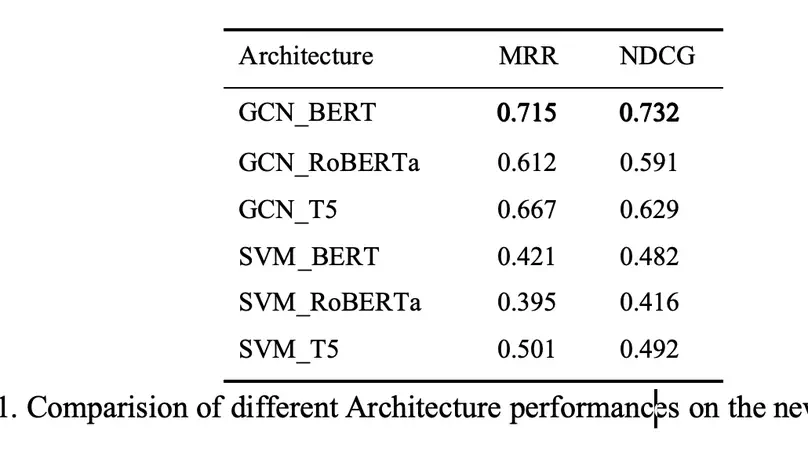 Architecture MRR NDCG
GCN_BERT 0.715 0.732
GCN_RoBERTa 0.612 0.591
GCN_T5 0.667 0.629
SVM_BERT 0.421 0.482
SVM_RoBERTa 0.395 0.416
SVM_T5 0.501 0.492
1. Comparision of different Architecture performances on the new